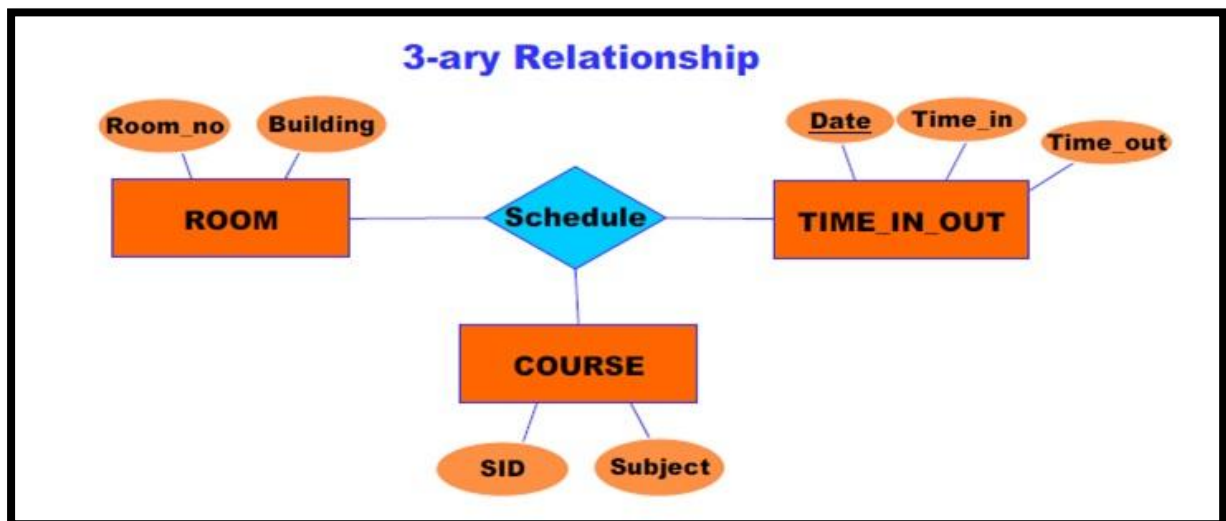 3-ary Relationship
Room_no
Building
Date
Time_in
Time_out
ROOM
Schedule
TIME_IN_OUT
COURSE
SID
Subject